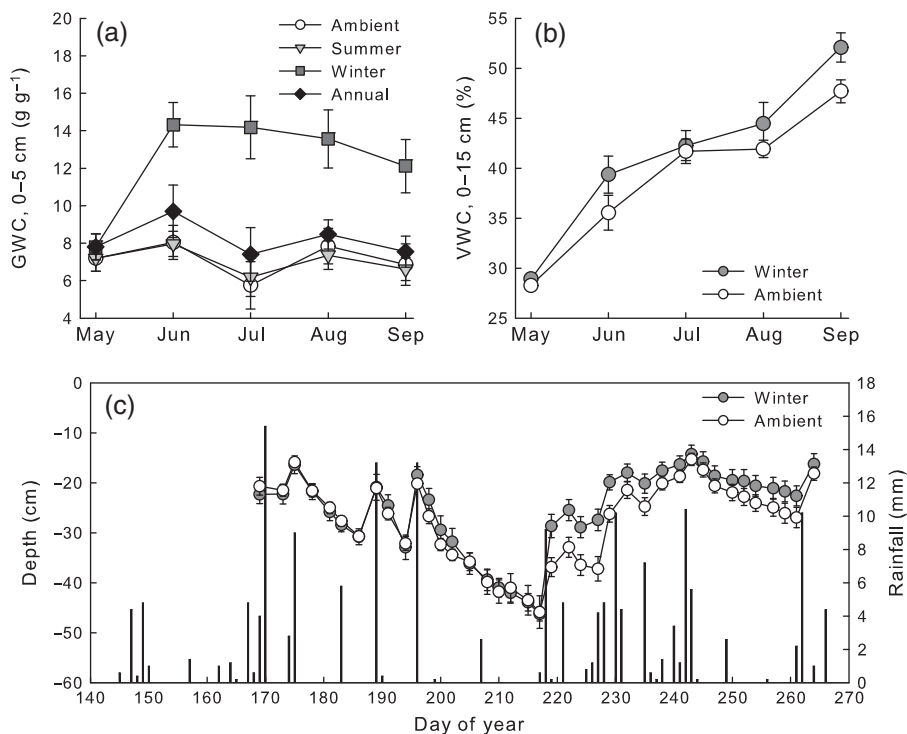 (a)
Ambient
Summer
Winter
Annual
GWC, 0–5 cm (g g⁻¹)
20
18
16
14
12
10
8
6
4
May Jun Jul Aug Sep
(b)
VWC, 0–15 cm (%)
55
50
45
40
35
30
25
Winter
Ambient
May Jun Jul Aug Sep
(c)
Winter
Ambient
Depth (cm)
0
−10
−20
−30
−40
−50
−60
Rainfall (mm)
18
16
14
12
10
8
6
4
2
0
140 150 160 170 180 190 200 210 220 230 240 250 260 270
Day of year